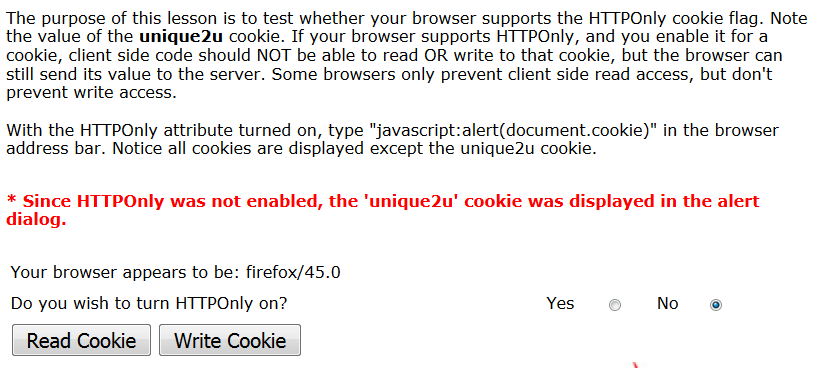 The purpose of this lesson is to test whether your browser supports the HTTPOnly cookie flag. Note
the value of the unique2u cookie. If your browser supports HTTPOnly, and you enable it for a
cookie, client side code should NOT be able to read OR write to that cookie, but the browser can
still send its value to the server. Some browsers only prevent client side read access, but don't
prevent write access.
With the HTTPOnly attribute turned on, type "javascript:alert(document.cookie)" in the browser
address bar. Notice all cookies are displayed except the unique2u cookie.
* Since HTTPOnly was not enabled, the 'unique2u' cookie was displayed in the alert
dialog.
Your browser appears to be: firefox/45.0
Do you wish to turn HTTPOnly on? Yes No
Read Cookie Write Cookie